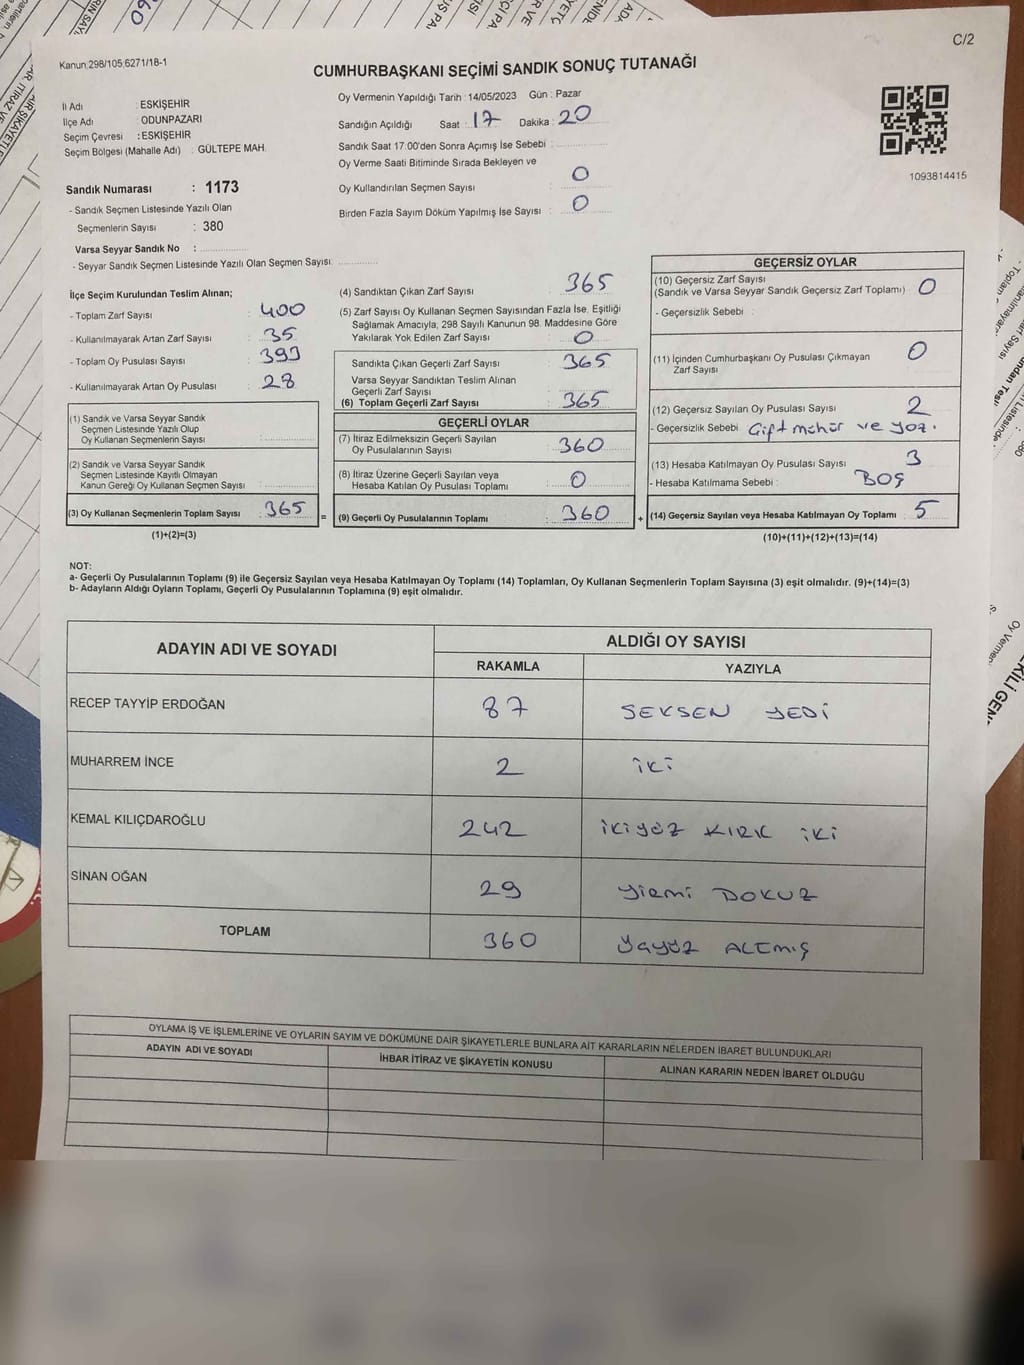 C/2
Kanun:298/105;6271/18-1
CUMHURBAŞKANI SEÇİMİ SANDIK SONUÇ TUTANAĞI
İl Adı : ESKİŞEHİR
İlçe Adı : ODUNPAZARI
Seçim Çevresi : ESKİŞEHİR
Seçim Bölgesi (Mahalle Adı) : GÜLTEPE MAH.
Oy Vermenin Yapıldığı Tarih : 14/05/2023 Gün : Pazar
Sandığın Açıldığı Saat : 17 Dakika : 20
Sandık Saat 17:00'den Sonra Açımış İse Sebebi :
Oy Verme Saati Bitiminde Sırada Bekleyen ve
Oy Kullandırılan Seçmen Sayısı : 0
Birden Fazla Sayım Döküm Yapılmış İse Sayısı : 0
1093814415
Sandık Numarası : 1173
- Sandık Seçmen Listesinde Yazılı Olan
Seçmenlerin Sayısı : 380
Varsa Seyyar Sandık No :
- Seyyar Sandık Seçmen Listesinde Yazılı Olan Seçmen Sayısı:
İlçe Seçim Kurulundan Teslim Alınan;
- Toplam Zarf Sayısı : 400
- Kullanılmayarak Artan Zarf Sayısı : 35
- Toplam Oy Pusulası Sayısı : 393
- Kullanılmayarak Artan Oy Pusulası : 28
(1) Sandık ve Varsa Seyyar Sandık
Seçmen Listesinde Yazılı Olup
Oy Kullanan Seçmenlerin Sayısı :
(2) Sandık ve Varsa Seyyar Sandık
Seçmen Listesinde Kayıtlı Olmayan
Kanun Gereği Oy Kullanan Seçmen Sayısı :
(3) Oy Kullanan Seçmenlerin Toplam Sayısı : 365 =
(1)+(2)=(3)
(4) Sandıktan Çıkan Zarf Sayısı : 365
(5) Zarf Sayısı Oy Kullanan Seçmen Sayısından Fazla İse, Eşitliği
Sağlamak Amacıyla, 298 Sayılı Kanunun 98. Maddesine Göre
Yakılarak Yok Edilen Zarf Sayısı : 0
Sandıkta Çıkan Geçerli Zarf Sayısı : 365
Varsa Seyyar Sandıktan Teslim Alınan
Geçerli Zarf Sayısı :
(6) Toplam Geçerli Zarf Sayısı : 365
GEÇERLİ OYLAR
(7) İtiraz Edilmeksizin Geçerli Sayılan
Oy Pusulalarının Sayısı : 360
(8) İtiraz Üzerine Geçerli Sayılan veya
Hesaba Katılan Oy Pusulası Toplamı : 0
(9) Geçerli Oy Pusulalarının Toplamı : 360 +
GEÇERSİZ OYLAR
(10) Geçersiz Zarf Sayısı
(Sandık ve Varsa Seyyar Sandık Geçersiz Zarf Toplamı) : 0
- Geçersizlik Sebebi :
(11) İçinden Cumhurbaşkanı Oy Pusulası Çıkmayan
Zarf Sayısı : 0
(12) Geçersiz Sayılan Oy Pusulası Sayısı : 2
- Geçersizlik Sebebi : Çift mühür ve yaz.
(13) Hesaba Katılmayan Oy Pusulası Sayısı : 3
- Hesaba Katılmama Sebebi : BOŞ
(14) Geçersiz Sayılan veya Hesaba Katılmayan Oy Toplamı : 5
(10)+(11)+(12)+(13)=(14)
NOT:
a- Geçerli Oy Pusulalarının Toplamı (9) ile Geçersiz Sayılan veya Hesaba Katılmayan Oy Toplamı (14) Toplamları, Oy Kullanan Seçmenlerin Toplam Sayısına (3) eşit olmalıdır. (9)+(14)=(3)
b- Adayların Aldığı Oyların Toplamı, Geçerli Oy Pusulalarının Toplamına (9) eşit olmalıdır.
ADAYIN ADI VE SOYADI ALDIĞI OY SAYISI
RAKAMLA YAZIYLA
RECEP TAYYİP ERDOĞAN 87 SEKSEN YEDİ
MUHARREM İNCE 2 iKi
KEMAL KILIÇDAROĞLU 242 iKiyüz KIRK iKi
SİNAN OĞAN 29 yirmi DOKUZ
TOPLAM 360 üçyüz ALTmış
OYLAMA İŞ VE İŞLEMLERİNE VE OYLARIN SAYIM VE DÖKÜMÜNE DAİR ŞİKAYETLERLE BUNLARA AİT KARARLARIN NELERDEN İBARET BULUNDUKLARI
ADAYIN ADI VE SOYADI İHBAR İTİRAZ VE ŞİKAYETİN KONUSU ALINAN KARARIN NEDEN İBARET OLDUĞU